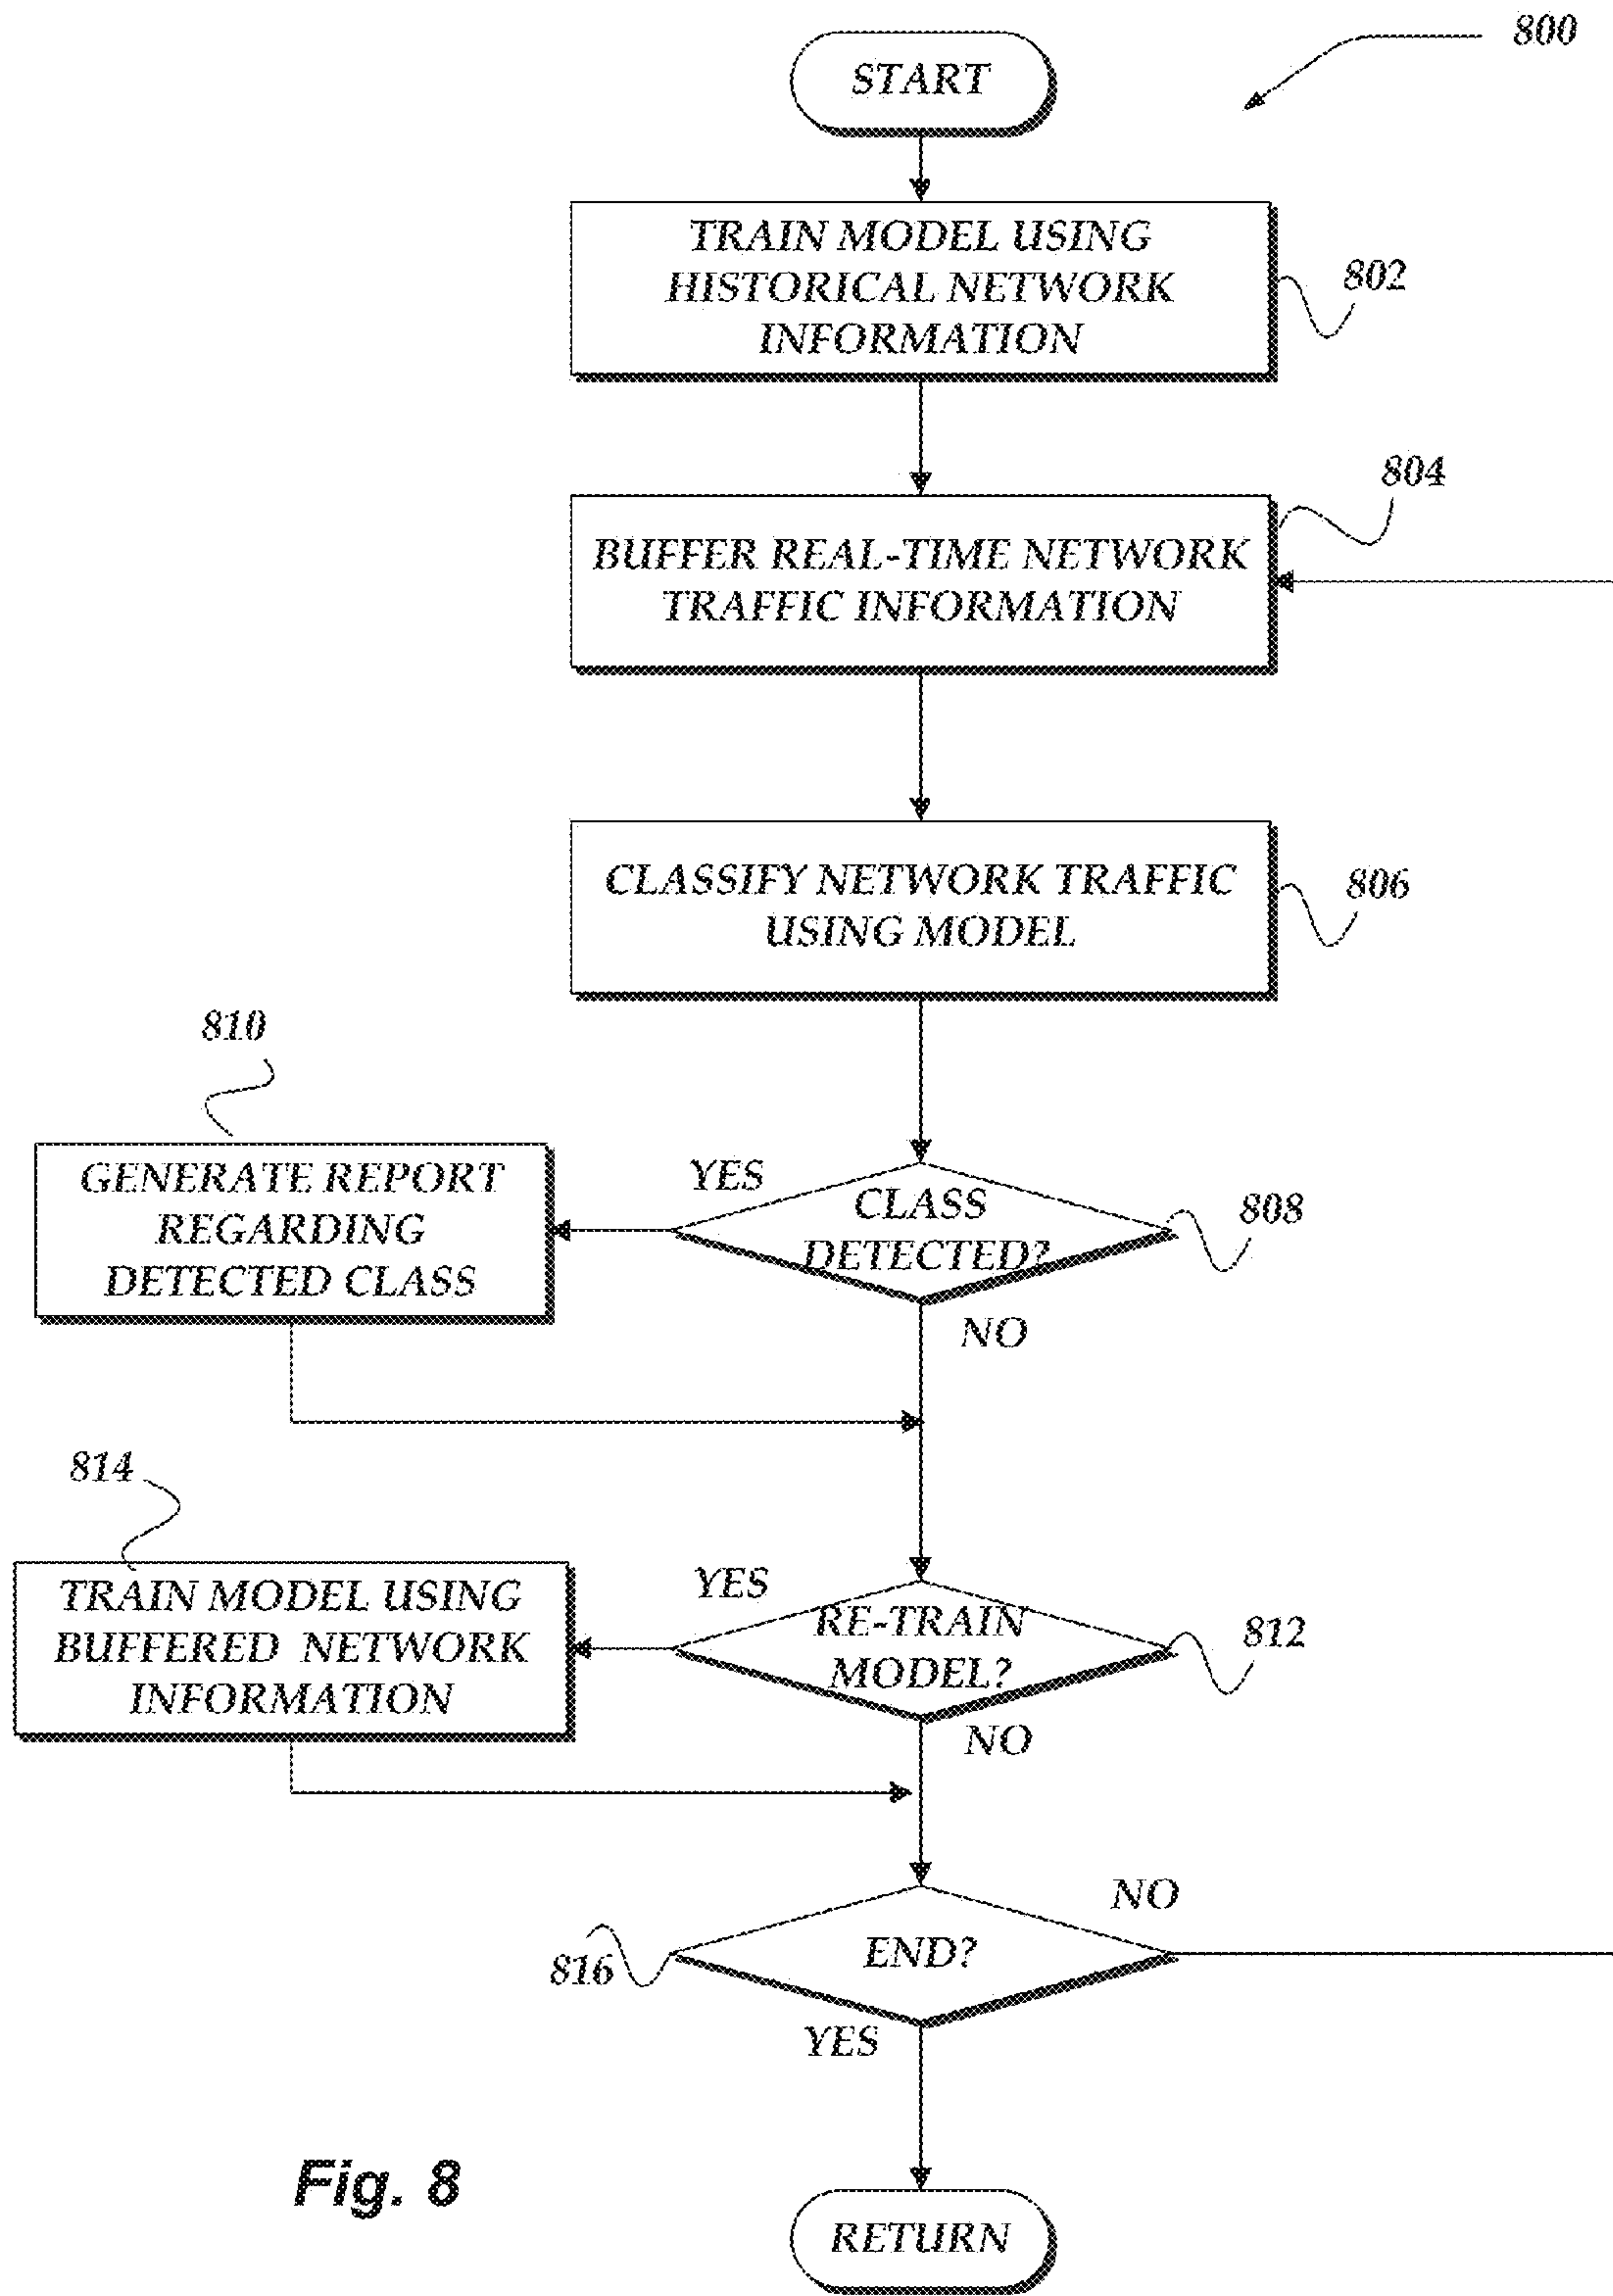 800
START
TRAIN MODEL USING
HISTORICAL NETWORK
INFORMATION
802
804
BUFFER REAL-TIME NETWORK
TRAFFIC INFORMATION
CLASSIFY NETWORK TRAFFIC
USING MODEL
806
810
GENERATE REPORT
REGARDING
DETECTED CLASS
YES
CLASS
DETECTED?
808
NO
814
TRAIN MODEL USING
BUFFERED NETWORK
INFORMATION
YES
RE-TRAIN
MODEL?
812
NO
NO
END?
816
YES
Fig. 8
RETURN